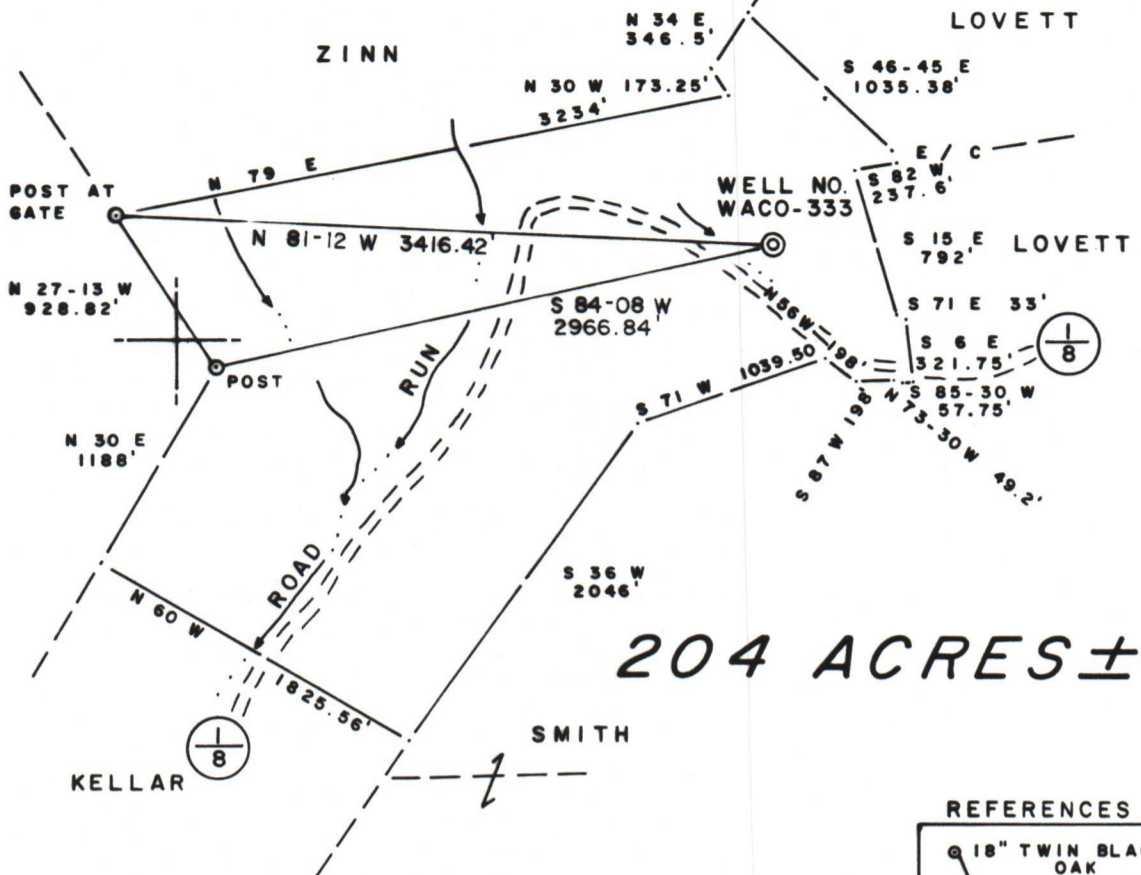 LOVETT
N 34 E
346.5'
ZINN
S 46-45 E
1035.38'
N 30 W 173.25'
3234'
N 79 E
E / C
S 82 W
237.6'
POST AT
GATE
WELL NO.
WACO-333
N 81-12 W 3416.42'
S 15 E
792'
LOVETT
N 27-13 W
928.82'
S 84-08 W
2966.84'
N 56 W 198'
S 71 E 33'
S 6 E
321.75'
1
8
POST
RUN
S 71 W 1039.50
S 85-30 W
57.75'
N 73-30 W 49.2'
S 87 W 198
N 30 E
1188'
ROAD
S 36 W
2046'
N 60 W
1825.56'
204 ACRES ±
1
8
SMITH
KELLAR
REFERENCES
18" TWIN BLA
OAK